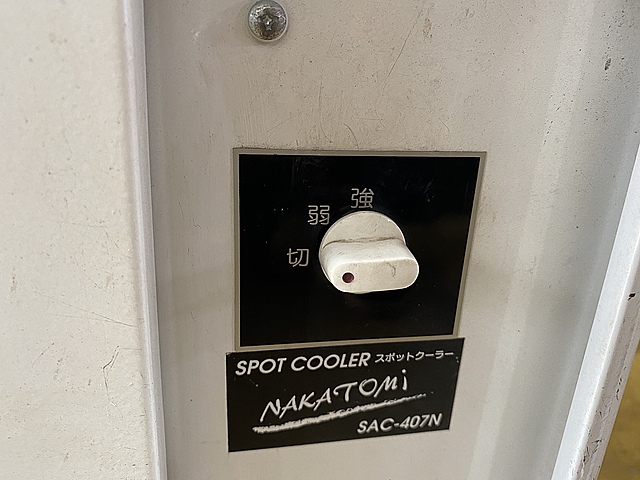 強
弱
切
SPOT COOLER スポットクーラー
NAKATOMi
SAC-407N